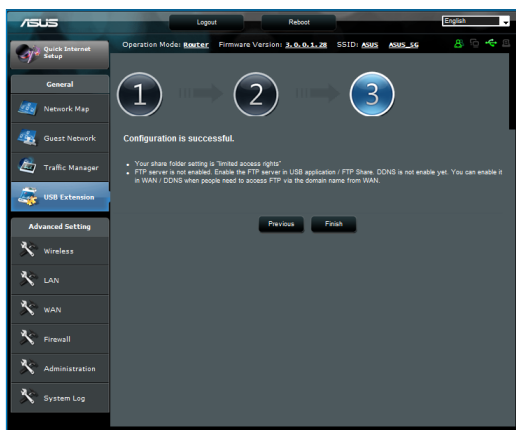 ASUS
Logout
Reboot
English
Quick Internet
Setup
Operation Mode: Router Firmware Version: 3.0.0.1.28 SSID: ASUS ASUS_5G
General
Network Map
Guest Network
Traffic Manager
USB Extension
Advanced Setting
Wireless
LAN
WAN
Firewall
Administration
System Log
1
2
3
Configuration is successful.
Your share folder setting is "limited access rights"
FTP server is not enabled. Enable the FTP server in USB application / FTP Share. DDNS is not enable yet. You can enable it
in WAN / DDNS when people need to access FTP via the domain name from WAN.
Previous
Finish